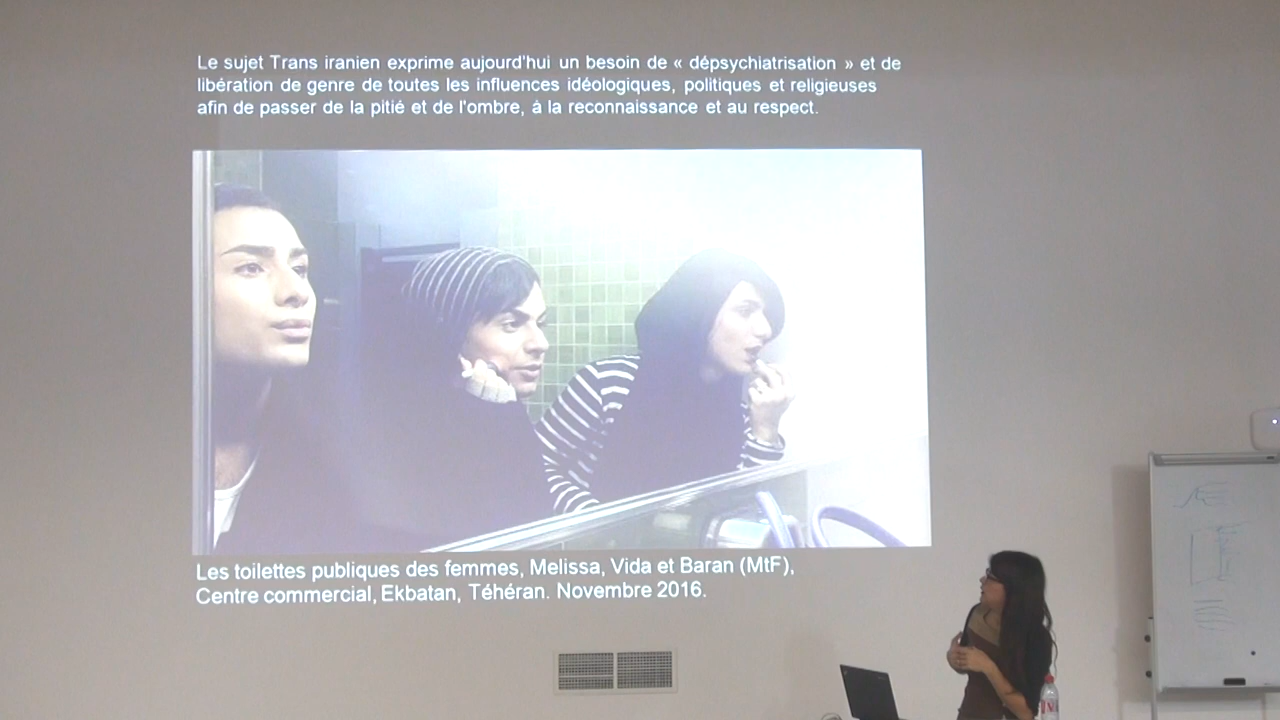 Le sujet Trans iranien exprime aujourd'hui un besoin de « dépsychiatrisation » et de
libération de genre de toutes les influences idéologiques, politiques et religieuses
afin de passer de la pitié et de l'ombre, à la reconnaissance et au respect.
Les toilettes publiques des femmes, Melissa, Vida et Baran (MtF),
Centre commercial, Ekbatan, Téhéran. Novembre 2016.